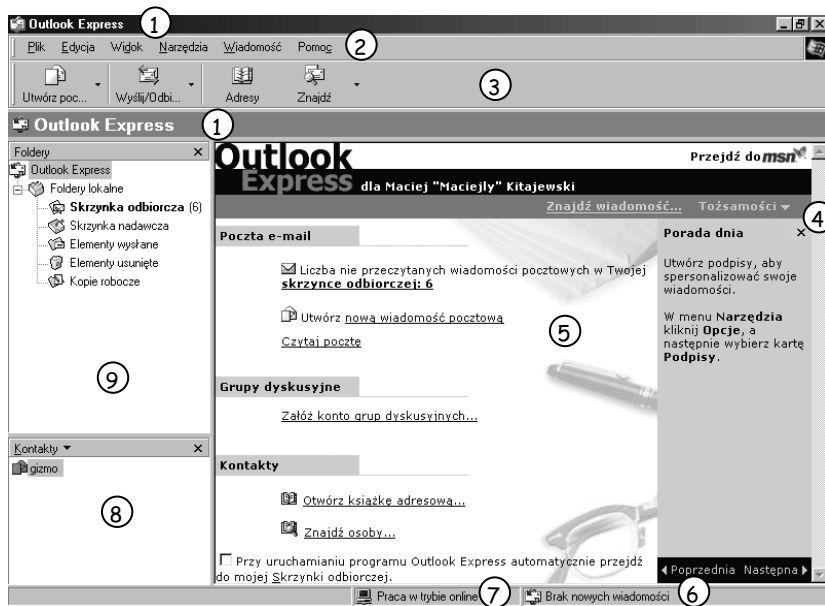 Outlook Express
1
Plik Edycja Widok Narzędzia Wiadomość Pomoc
2
Utwórz poc... Wyślij/Odbi... Adresy Znajdź
3
Outlook Express
1
Foldery
Outlook Express
Foldery lokalne
Skrzynka odbiorcza (6)
Skrzynka nadawcza
Elementy wysłane
Elementy usunięte
Kopie robocze
9
Kontakty
gizmo
8
Outlook
Express dla Maciej "Maciejly" Kitajewski
Przejdź do msn
Znajdź wiadomość... Tożsamości
4
Poczta e-mail
Liczba nie przeczytanych wiadomości pocztowych w Twojej
skrzynce odbiorczej: 6
Utwórz nową wiadomość pocztową
Czytaj pocztę
5
Grupy dyskusyjne
Załóż konto grup dyskusyjnych...
Kontakty
Otwórz książkę adresową...
Znajdź osoby...
Przy uruchamianiu programu Outlook Express automatycznie przejdź
do mojej Skrzynki odbiorczej.
Porada dnia
Utwórz podpisy, aby
spersonalizować swoje
wiadomości.
W menu Narzędzia
kliknij Opcje, a
następnie wybierz kartę
Podpisy.
Poprzednia Następna
Praca w trybie online
7
Brak nowych wiadomości
6